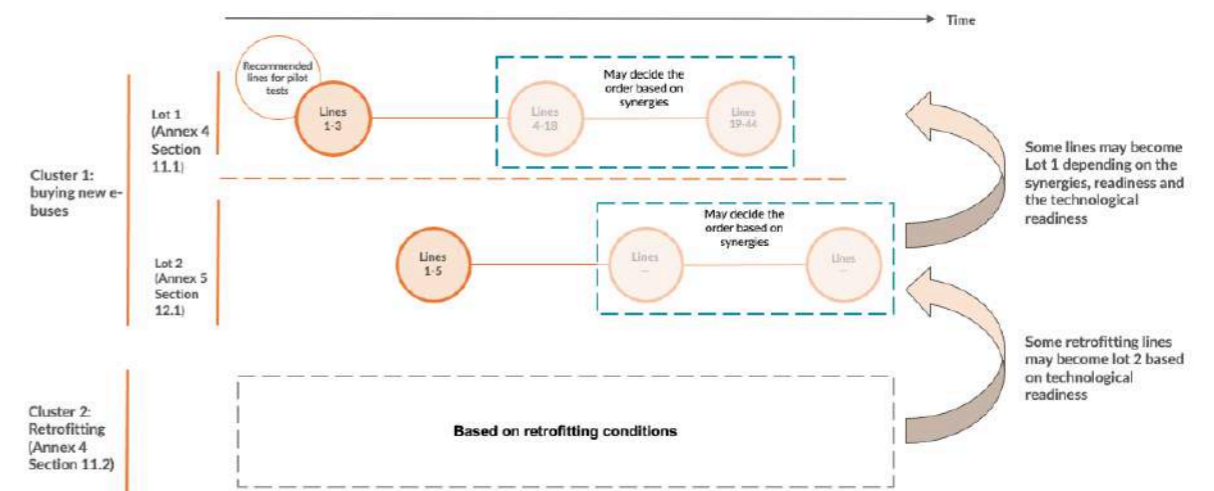 Time
Recommended
lines for pilot
tests
May decide the
order based on
synergies
Lot 1
(Annex 4
Section
11.1)
Lines
1-3
Lines
4-18
Lines
19-44
Some lines may become
Lot 1 depending on the
synergies, readiness and
the technological
readiness
Cluster 1:
buying new e-
buses
May decide the
order based on
synergies
Lot 2
(Annex 5
Section
12.1)
Lines
1-5
Lines
—
Lines
—
Some retrofitting lines
may become lot 2 based
on technological
readiness
Cluster 2:
Retrofitting
(Annex 4
Section 11.2)
Based on retrofitting conditions